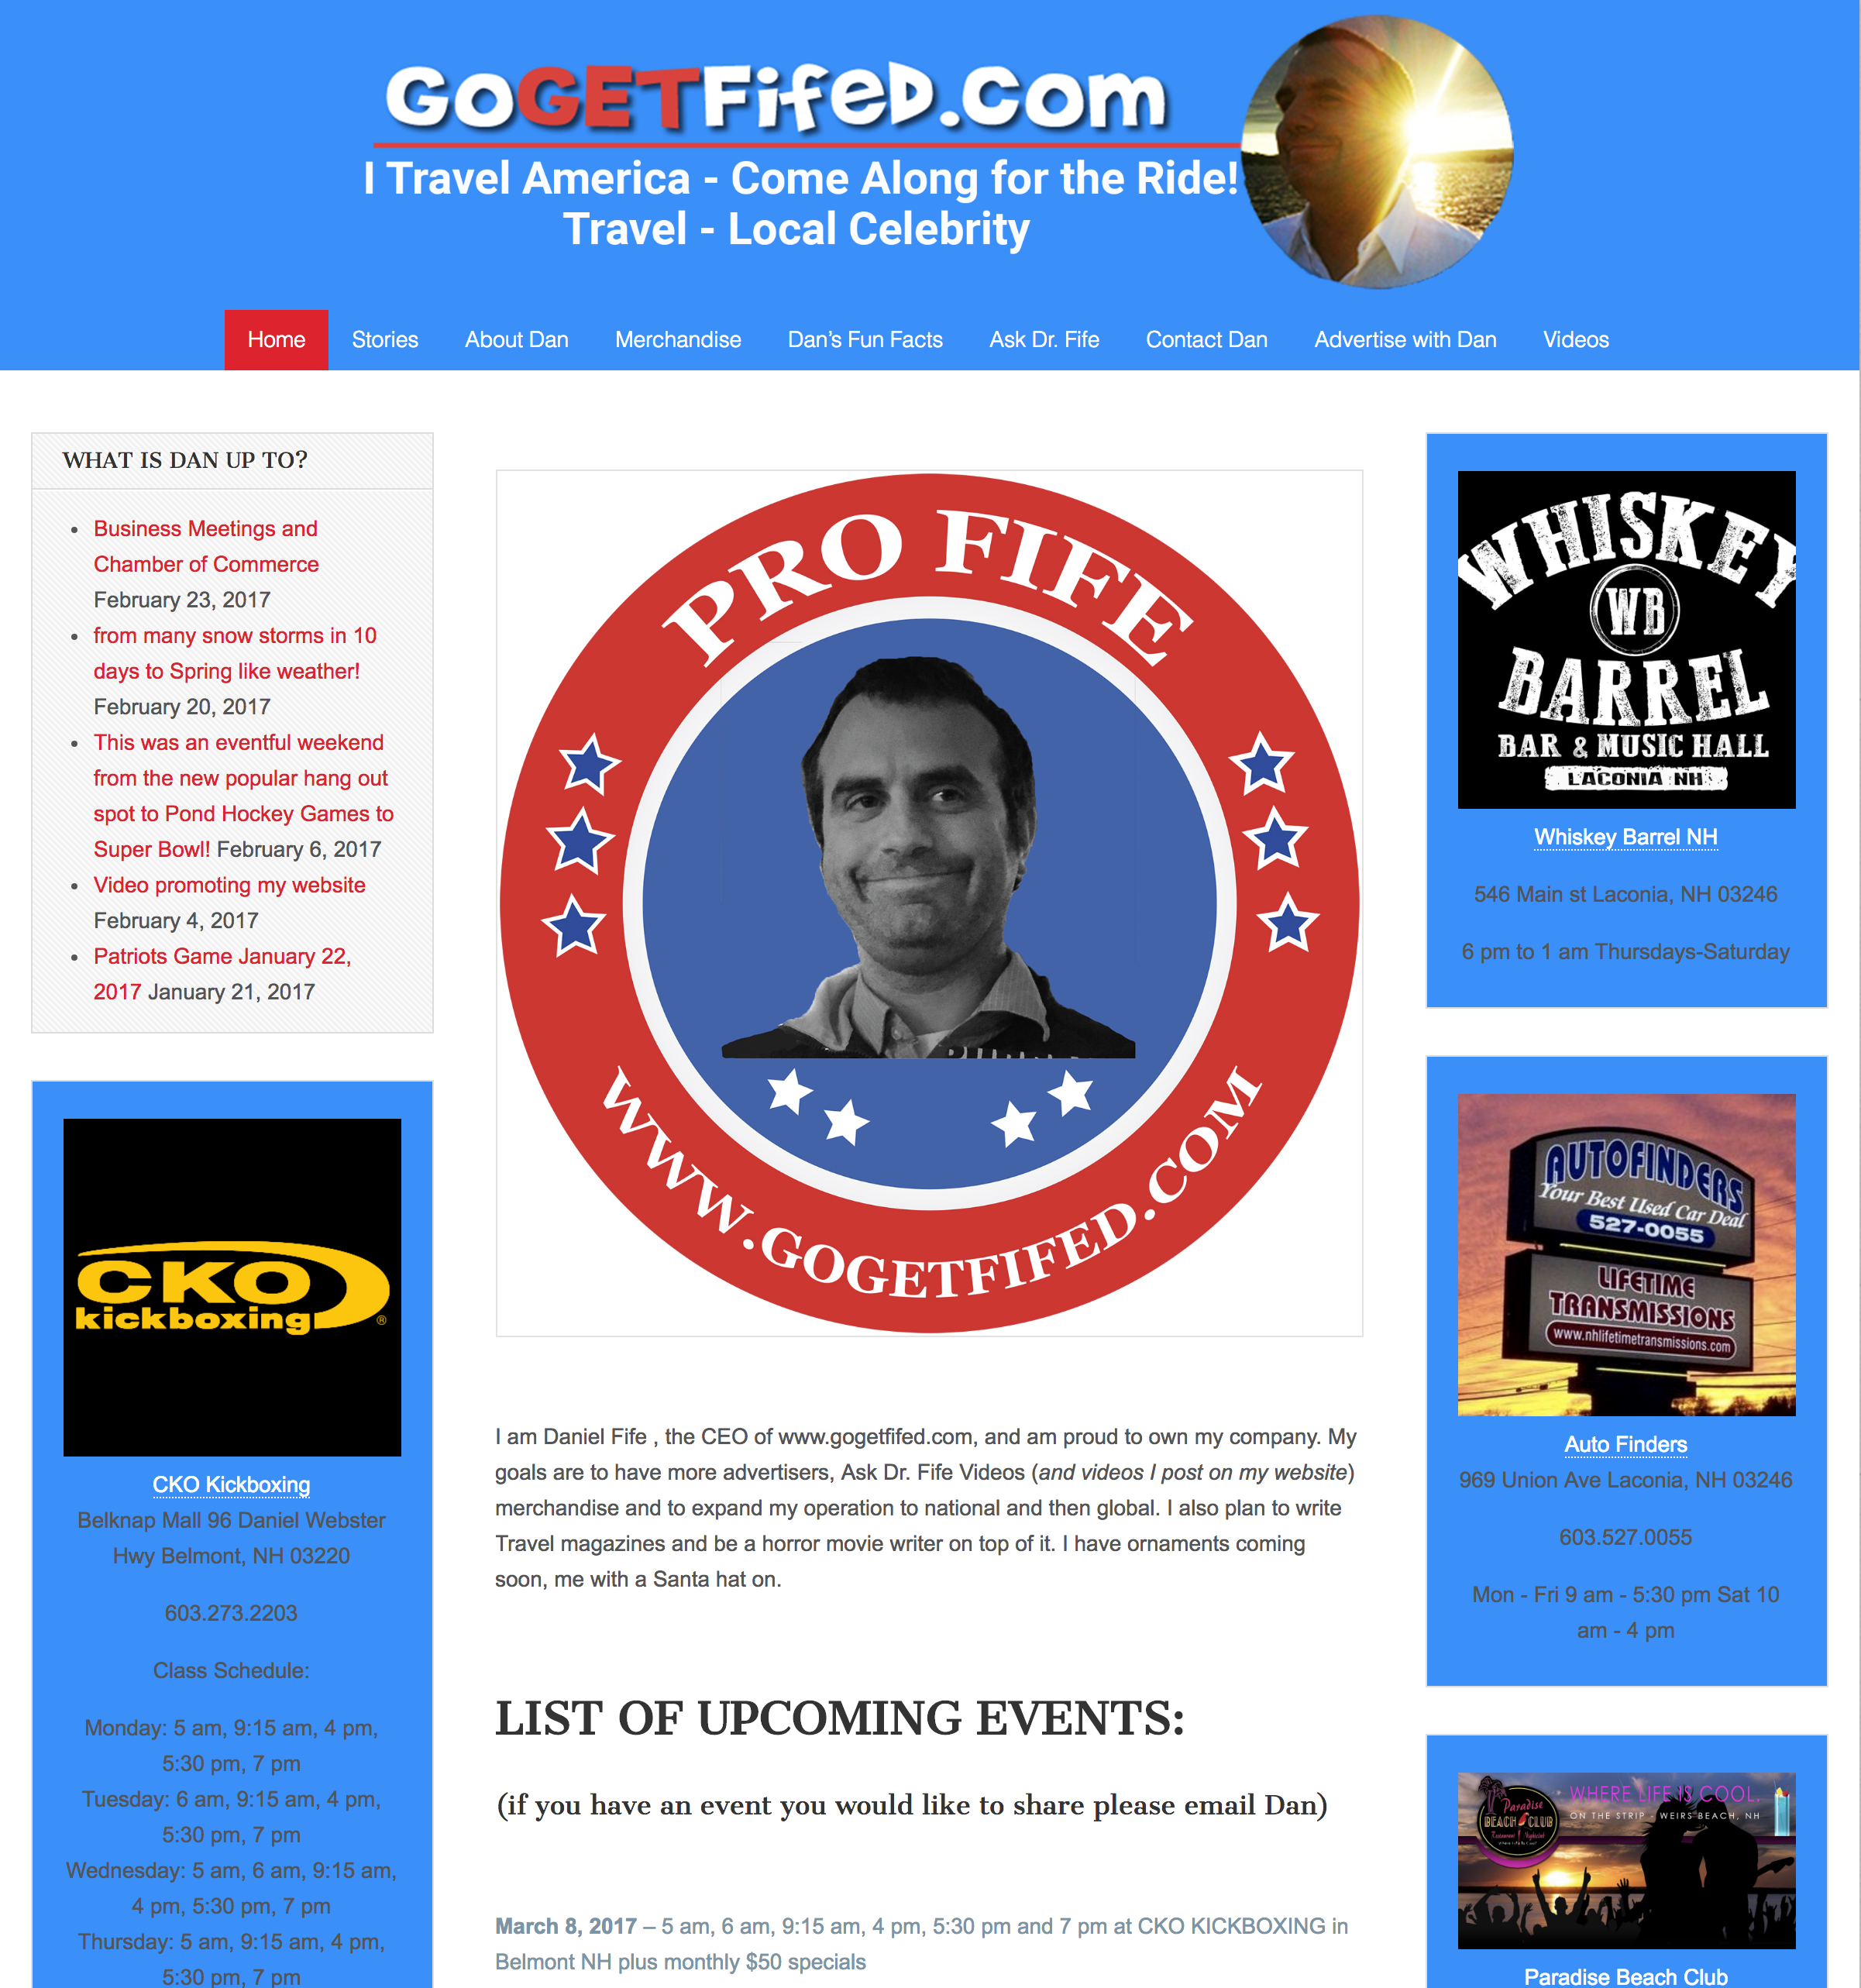 GoGETFifeD.com
I Travel America - Come Along for the Ride!
Travel - Local Celebrity
Home Stories About Dan Merchandise Dan’s Fun Facts Ask Dr. Fife Contact Dan Advertise with Dan Videos
WHAT IS DAN UP TO?
Business Meetings and
Chamber of Commerce
February 23, 2017
from many snow storms in 10
days to Spring like weather!
February 20, 2017
This was an eventful weekend
from the new popular hang out
spot to Pond Hockey Games to
Super Bowl! February 6, 2017
Video promoting my website
February 4, 2017
Patriots Game January 22,
2017 January 21, 2017
CKO
kickboxing®
CKO Kickboxing
Belknap Mall 96 Daniel Webster
Hwy Belmont, NH 03220
603.273.2203
Class Schedule:
Monday: 5 am, 9:15 am, 4 pm,
5:30 pm, 7 pm
Tuesday: 6 am, 9:15 am, 4 pm,
5:30 pm, 7 pm
Wednesday: 5 am, 6 am, 9:15 am,
4 pm, 5:30 pm, 7 pm
Thursday: 5 am, 9:15 am, 4 pm,
5:30 pm, 7 pm
PRO FIFE
WWW.GOGETFIFED.COM
I am Daniel Fife , the CEO of www.gogetfifed.com, and am proud to own my company. My
goals are to have more advertisers, Ask Dr. Fife Videos (and videos I post on my website)
merchandise and to expand my operation to national and then global. I also plan to write
Travel magazines and be a horror movie writer on top of it. I have ornaments coming
soon, me with a Santa hat on.
LIST OF UPCOMING EVENTS:
(if you have an event you would like to share please email Dan)
March 8, 2017 – 5 am, 6 am, 9:15 am, 4 pm, 5:30 pm and 7 pm at CKO KICKBOXING in
Belmont NH plus monthly $50 specials
WHISKEY
WB
BARREL
BAR & MUSIC HALL
LACONIA NH
Whiskey Barrel NH
546 Main st Laconia, NH 03246
6 pm to 1 am Thursdays-Saturday
AUTOFINDERS
Your Best Used Car Deal
527-0055
LIFETIME
TRANSMISSIONS
www.nhlifetimetransmissions.com
Auto Finders
969 Union Ave Laconia, NH 03246
603.527.0055
Mon - Fri 9 am - 5:30 pm Sat 10
am - 4 pm
WHERE LIFE IS COOL.
ON THE STRIP - WEIRS BEACH, NH
Paradise
BEACH CLUB
Paradise Beach Club